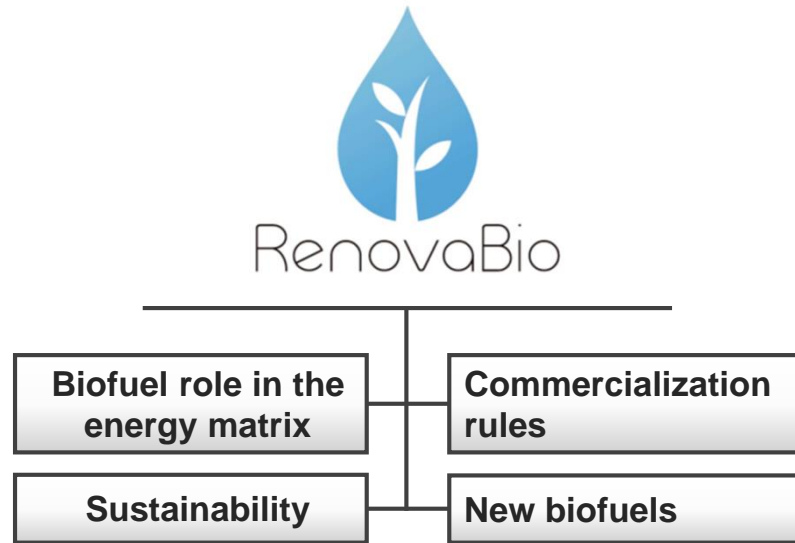 RenovaBio
Biofuel role in the
energy matrix
Commercialization
rules
Sustainability
New biofuels